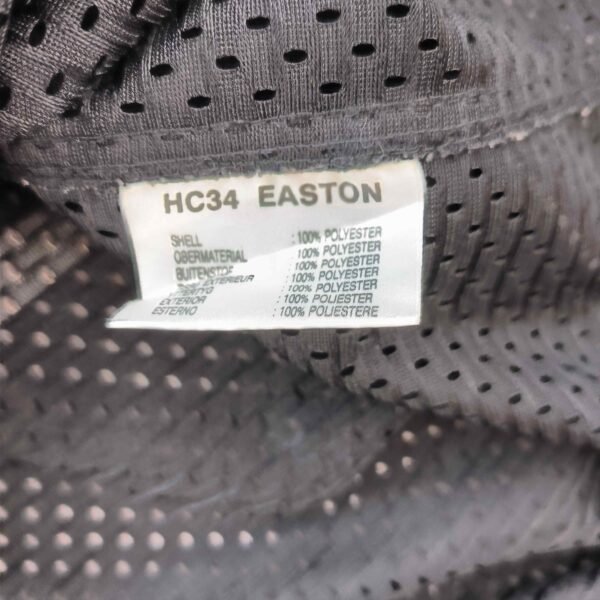 HC34 EASTON
SHELL : 100% POLYESTER
OBERMATERIAL : 100% POLYESTER
BUITENSTOF : 100% POLYESTER
EXTERIEUR : 100% POLYESTER
: 100% POLYESTER
EXTERIOR : 100% POLIESTER
ESTERNO : 100% POLIESTERE